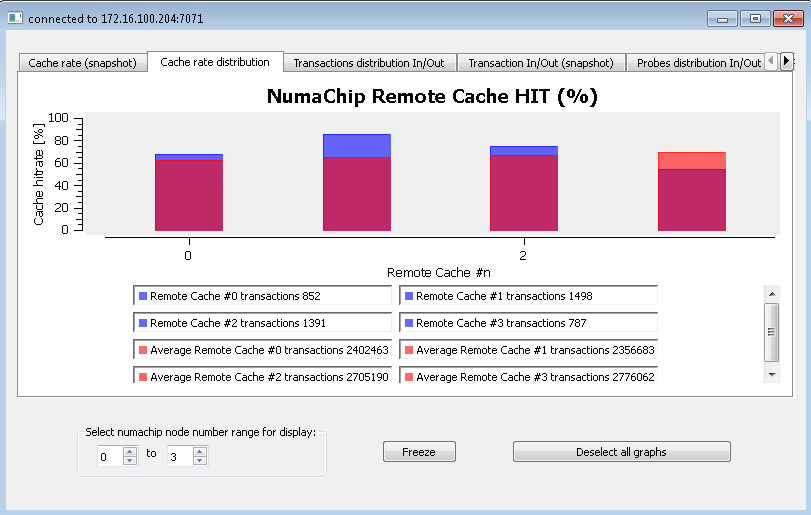 connected to 172.16.100.204:7071
Cache rate (snapshot) Cache rate distribution Transactions distribution In/Out Transaction In/Out (snapshot) Probes distribution In/Out
NumaChip Remote Cache HIT (%)
Cache hitrate [%]
100
80
60
40
20
0
0 2
Remote Cache #n
Remote Cache #0 transactions 852 Remote Cache #1 transactions 1498
Remote Cache #2 transactions 1391 Remote Cache #3 transactions 787
Average Remote Cache #0 transactions 2402463 Average Remote Cache #1 transactions 2356683
Average Remote Cache #2 transactions 2705190 Average Remote Cache #3 transactions 2776062
Select numachip node number range for display:
0 to 3 Freeze Deselect all graphs